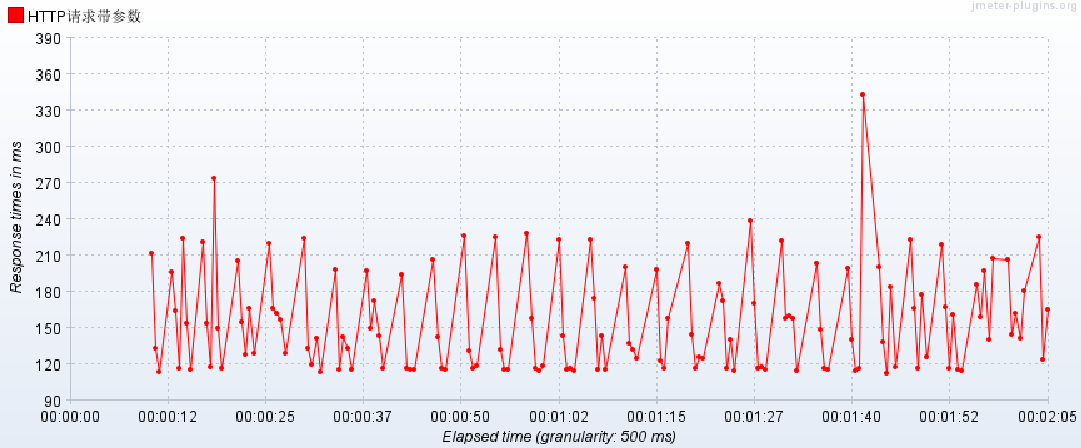 jmeter-plugins.org
HTTP请求带参数
390
360
330
300
270
240
210
180
150
120
90
Response times in ms
00:00:00 00:00:12 00:00:25 00:00:37 00:00:50 00:01:02 00:01:15 00:01:27 00:01:40 00:01:52 00:02:05
Elapsed time (granularity: 500 ms)